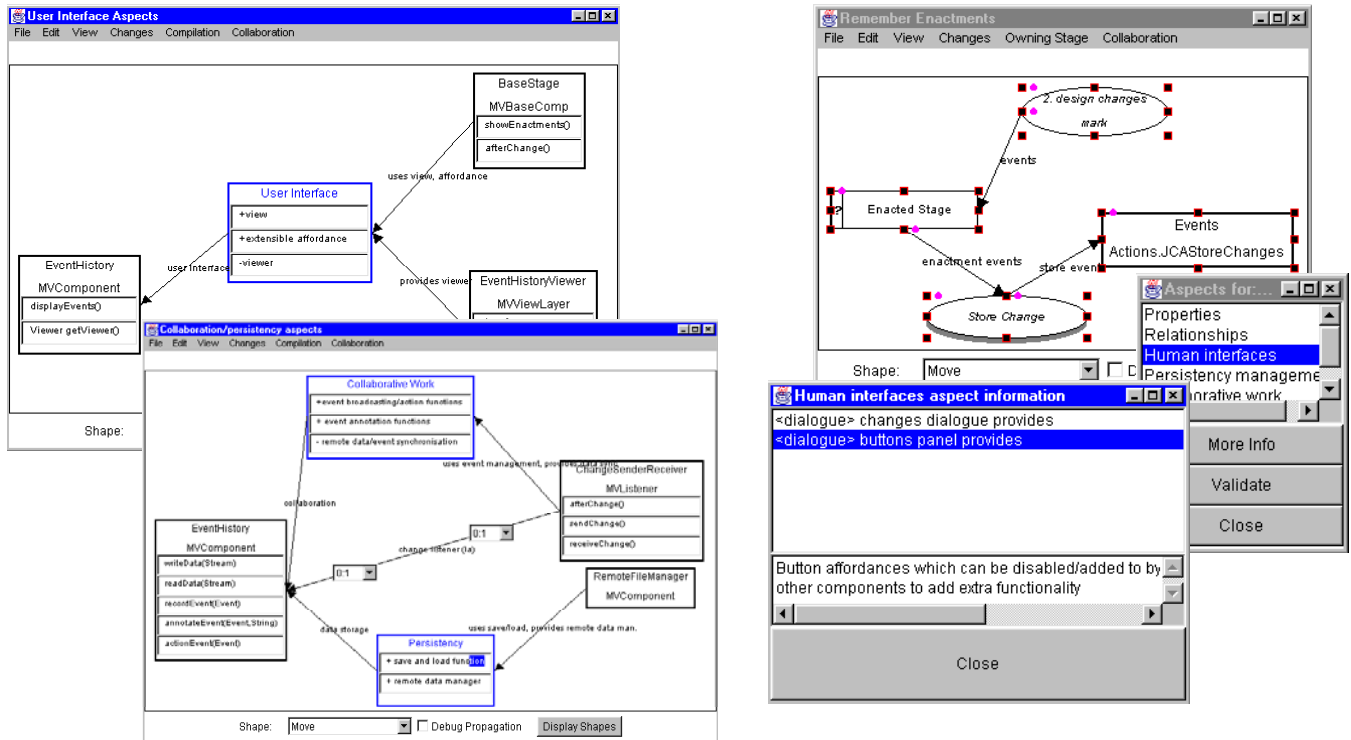 User Interface Aspects
File Edit View Changes Compilation Collaboration
BaseStage
MVBaseComp
showEnactments()
afterChange()
uses view, affordance
User Interface
+view
+extensible affordance
-viewer
EventHistory
MVComponent
displayEvents()
Viewer getViewer()
user interface
provides viewer
EventHistoryViewer
MVViewLayer
Shape:
Collaboration/persistency aspects
File Edit View Changes Compilation Collaboration
Collaborative Work
+event broadcasting/action functions
+ event annotation functions
- remote data/event synchronisation
uses event management, provides data sync.
ChangeSenderReceiver
MVListener
afterChange()
sendChange()
receiveChange()
collaboration
0:1
change listener (la)
0:1
EventHistory
MVComponent
writeData(Stream)
readData(Stream)
recordEvent(Event)
annotateEvent(Event,String)
actionEvent(Event)
RemoteFileManager
MVComponent
data storage
uses save/load, provides remote data man.
Persistency
+ save and load function
+ remote data manager
Shape: Move Debug Propagation Display Shapes
Remember Enactments
File Edit View Changes Owning Stage Collaboration
2. design changes
mark
events
? Enacted Stage
Events
Actions.JCAStoreChanges
enactment events
store event
Store Change
Shape: Move D
Aspects for:...
Properties
Relationships
Human interfaces
Persistency manageme
orative work
More Info
Validate
Close
Human interfaces aspect information
<dialogue> changes dialogue provides
<dialogue> buttons panel provides
Button affordances which can be disabled/added to by
other components to add extra functionality
Close